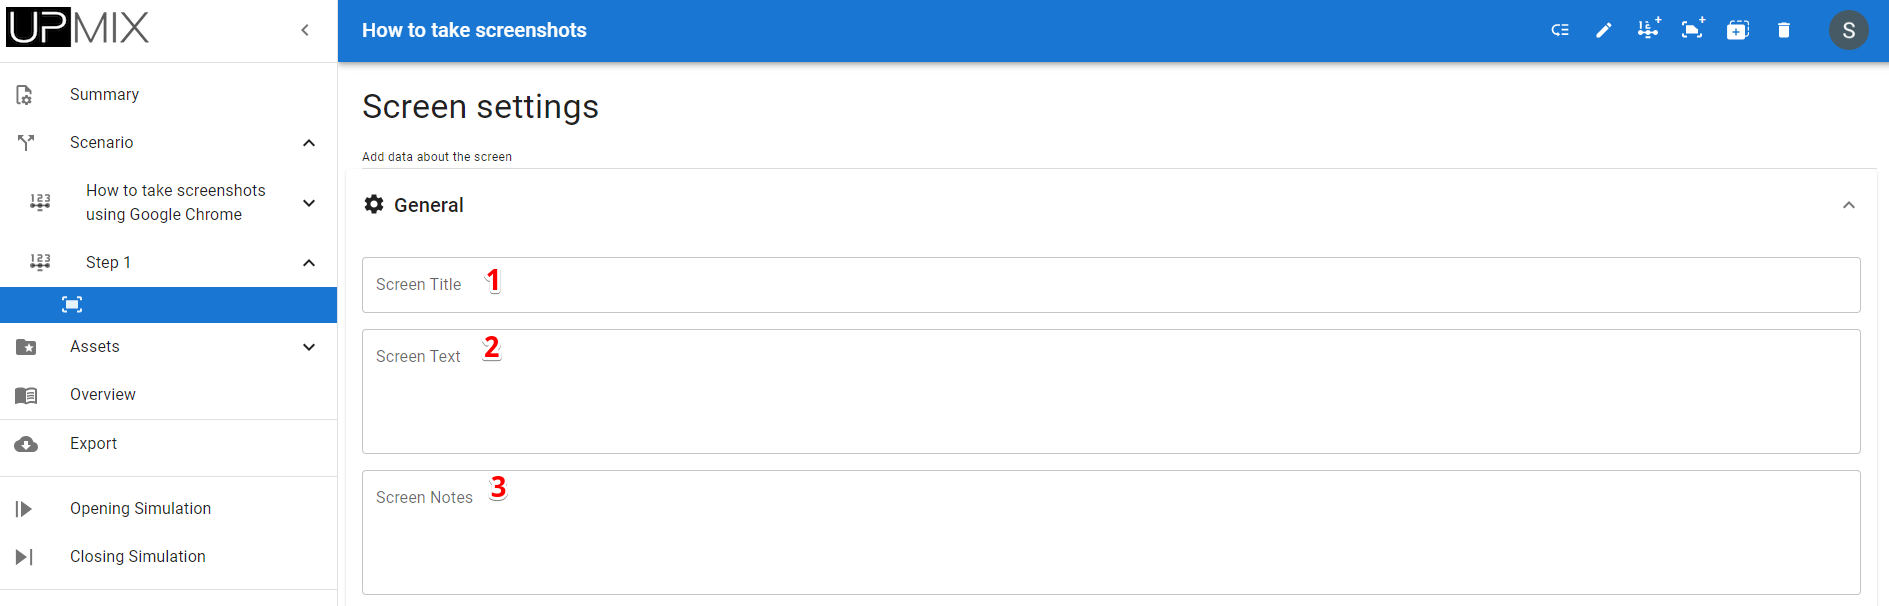 UPMIX
How to take screenshots
S
Summary
Scenario
How to take screenshots
using Google Chrome
Step 1
Assets
Overview
Export
Opening Simulation
Closing Simulation
Screen settings
Add data about the screen
General
Screen Title 1
Screen Text 2
Screen Notes 3